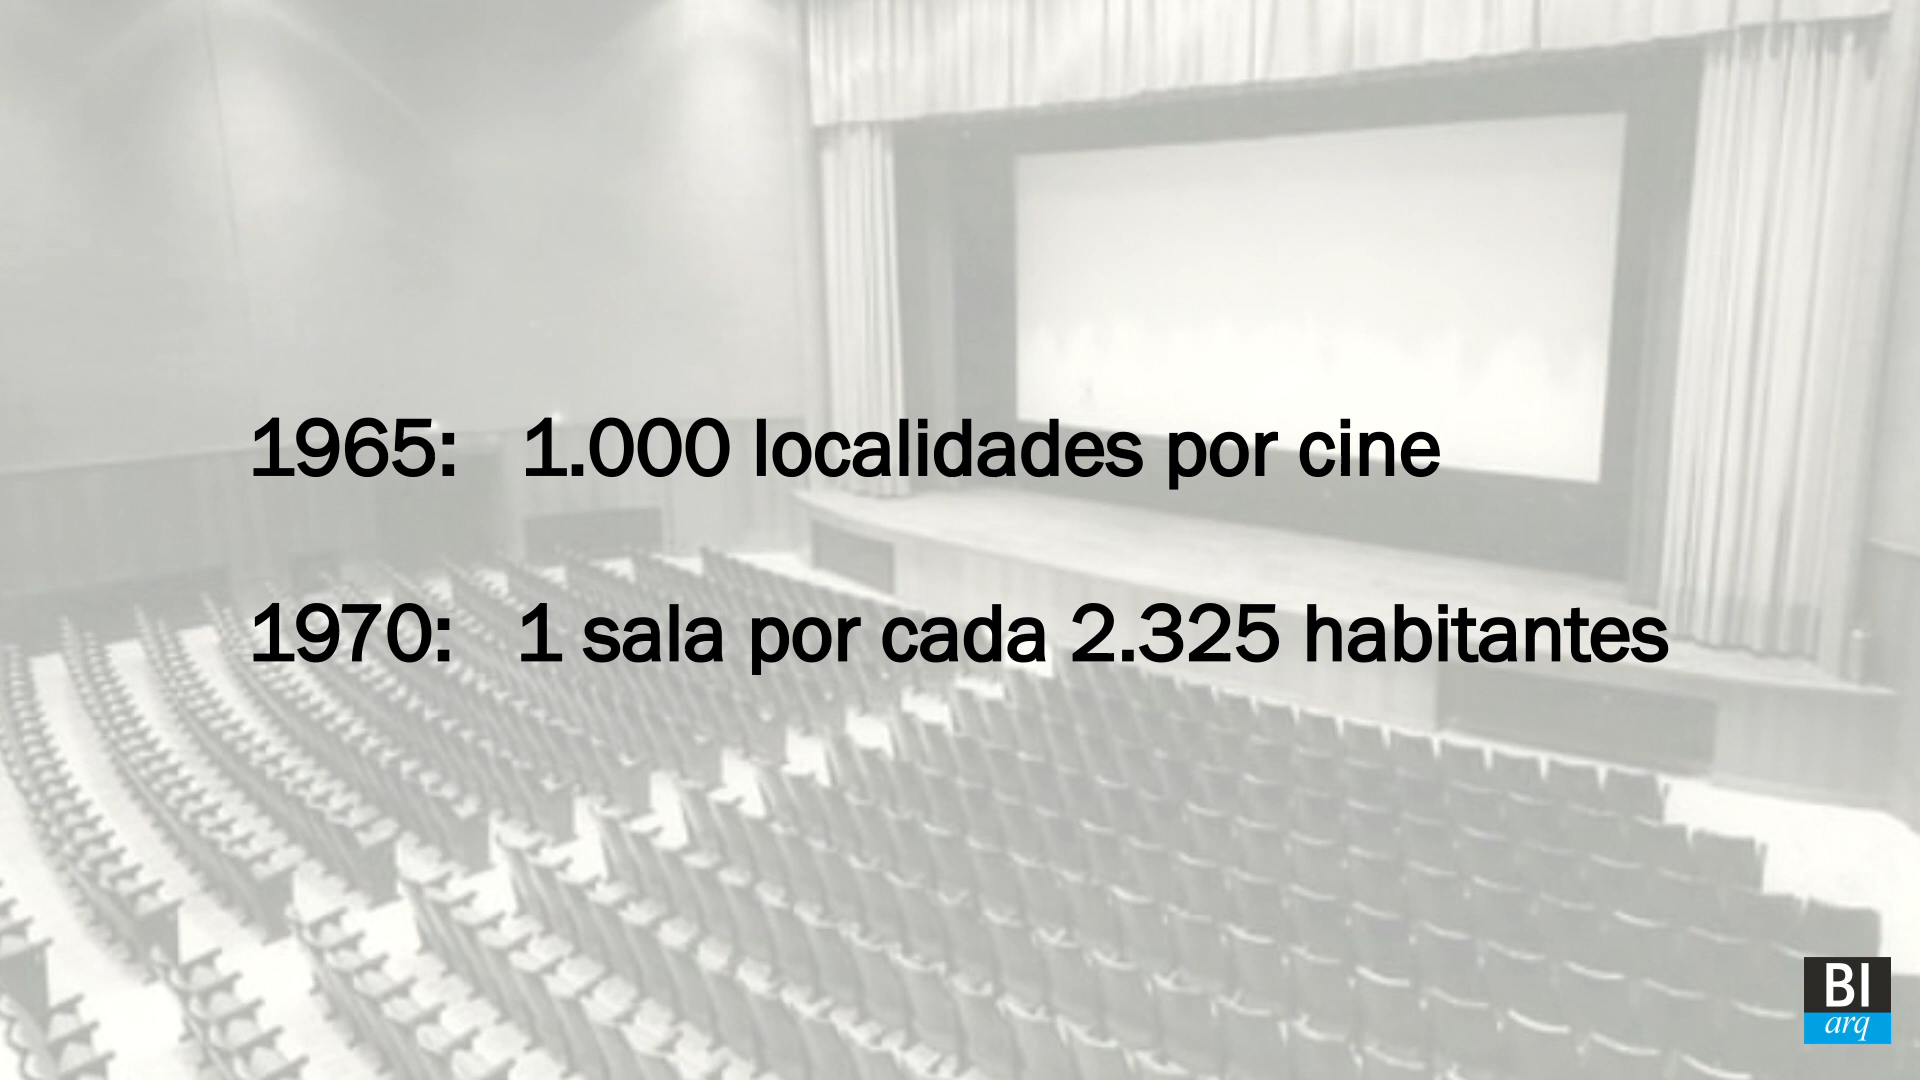 1965: 1.000 localidades por cine
1970: 1 sala por cada 2.325 habitantes
BI
arq